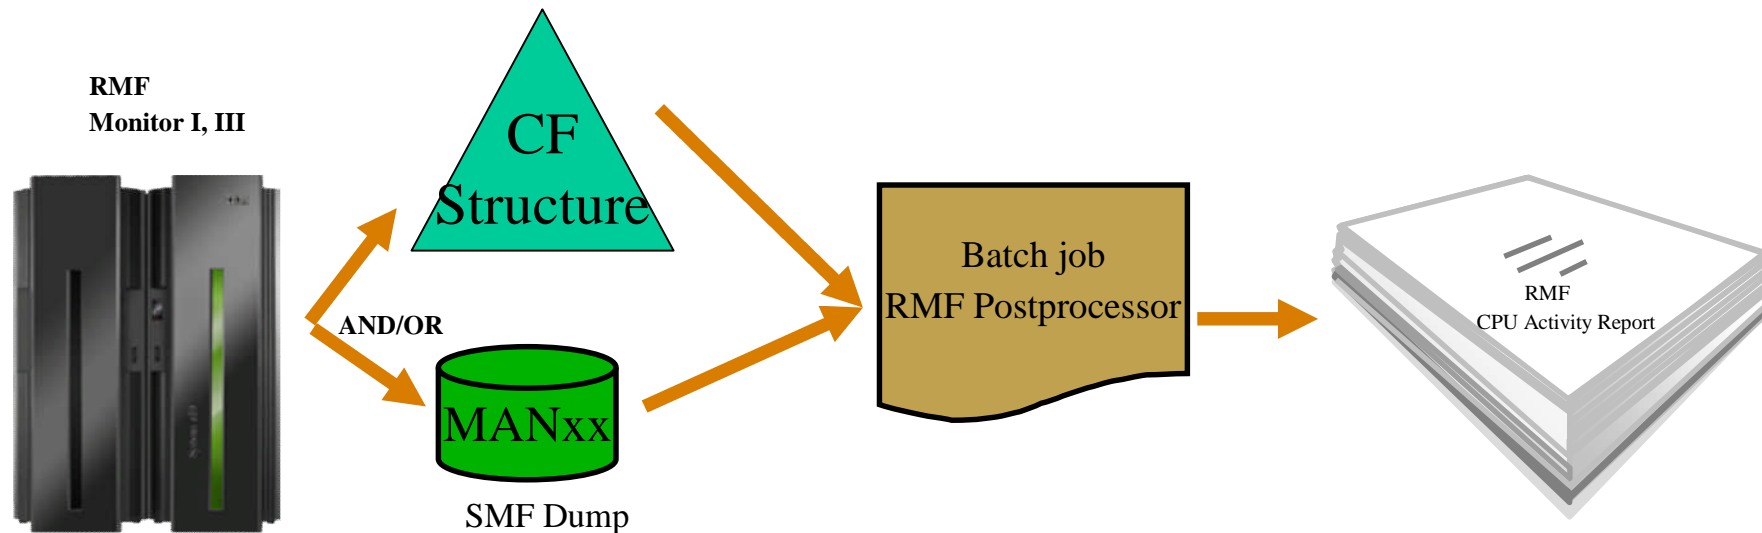 RMF
Monitor I, III
CF
Structure
AND/OR
MANxx
SMF Dump
Batch job
RMF Postprocessor
RMF
CPU Activity Report